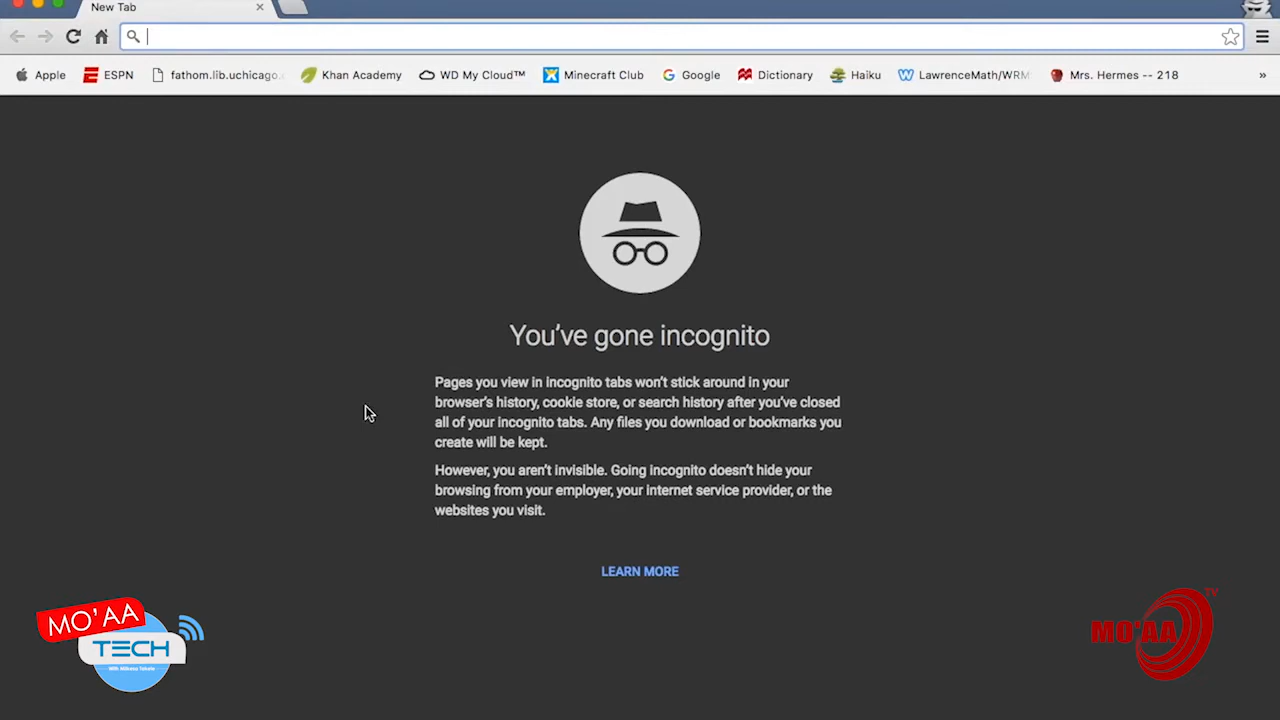 New Tab
Apple
ESPN
fathom.lib.uchicago.
Khan Academy
WD My Cloud™
Minecraft Club
Google
Dictionary
Haiku
LawrenceMath/WRM
Mrs. Hermes -- 218
»
You've gone incognito
Pages you view in incognito tabs won't stick around in your
browser's history, cookie store, or search history after you've closed
all of your incognito tabs. Any files you download or bookmarks you
create will be kept.
However, you aren't invisible. Going incognito doesn't hide your
browsing from your employer, your internet service provider, or the
websites you visit.
LEARN MORE
MO'AA
TECH
MO'AA
TV